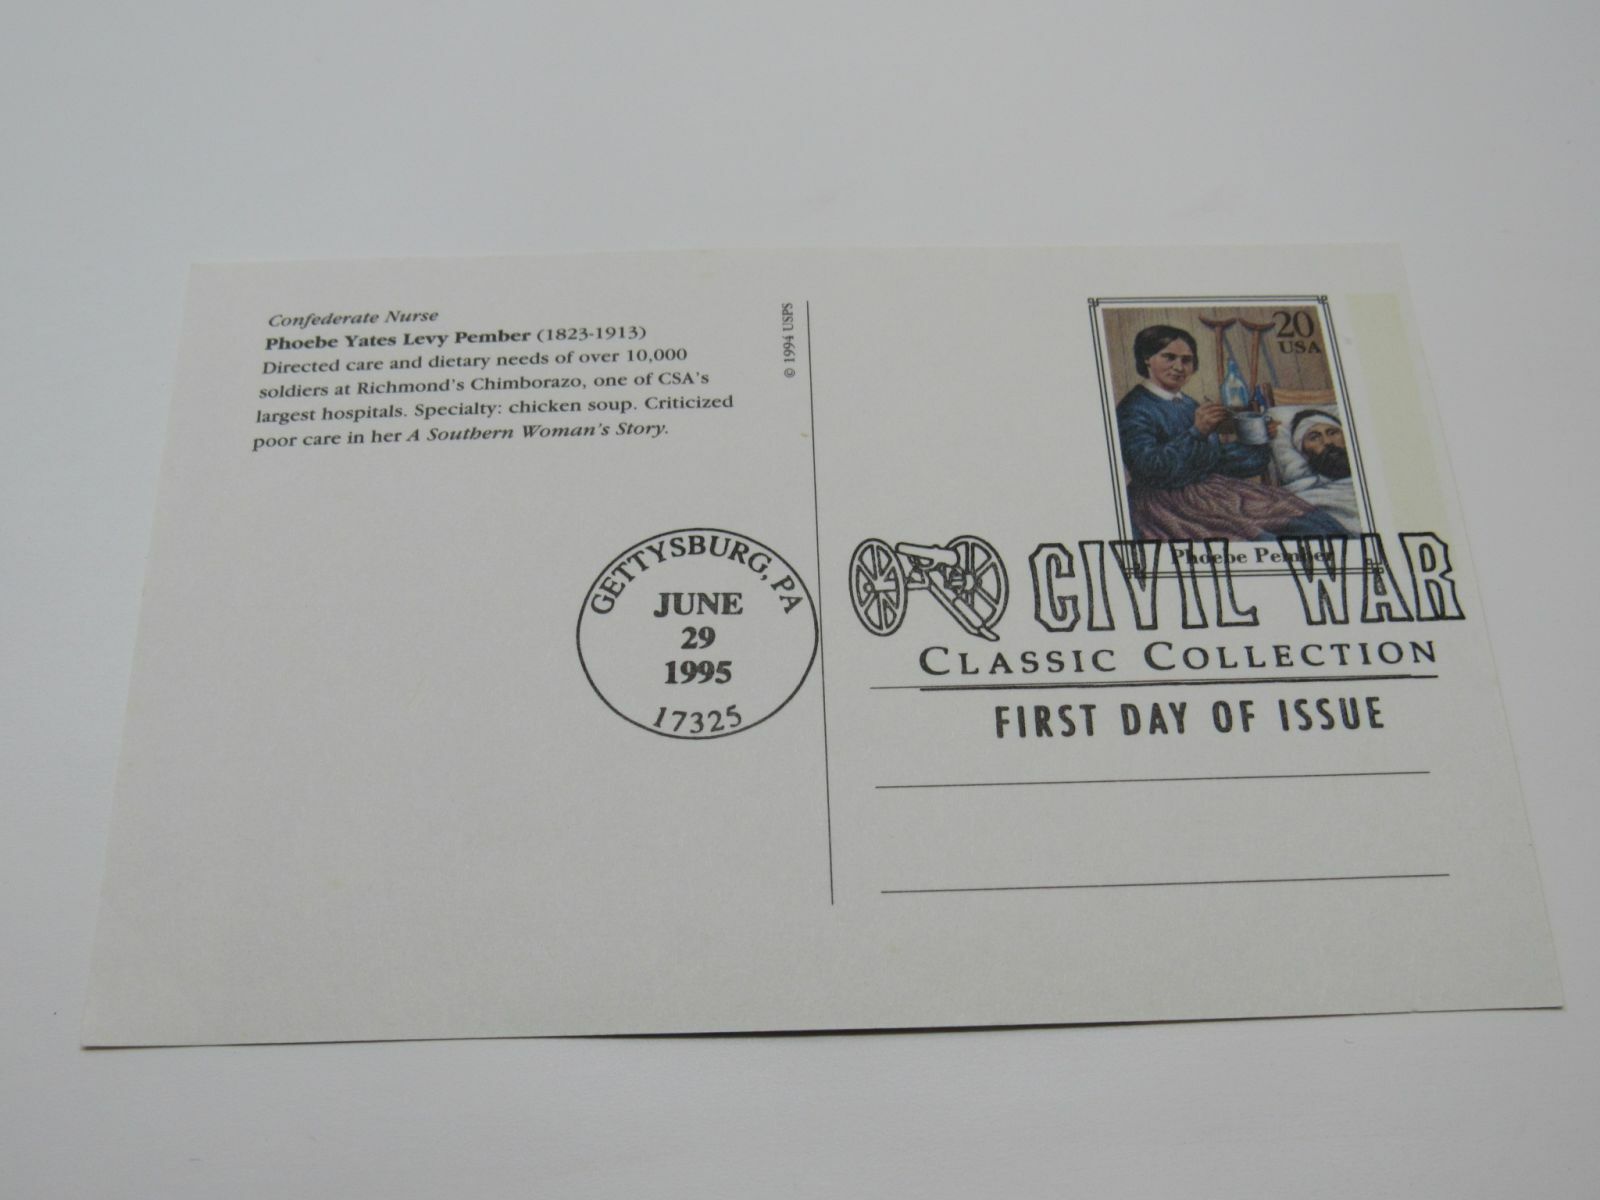 Confederate Nurse
Phoebe Yates Levy Pember (1823-1913)
Directed care and dietary needs of over 10,000
soldiers at Richmond's Chimborazo, one of CSA's
largest hospitals. Specialty: chicken soup. Criticized
poor care in her A Southern Woman's Story.
© 1994 USPS
20
USA
Phoebe Pember
GETTYSBURG, PA
JUNE
29
1995
17325
CIVIL WAR
CLASSIC COLLECTION
FIRST DAY OF ISSUE